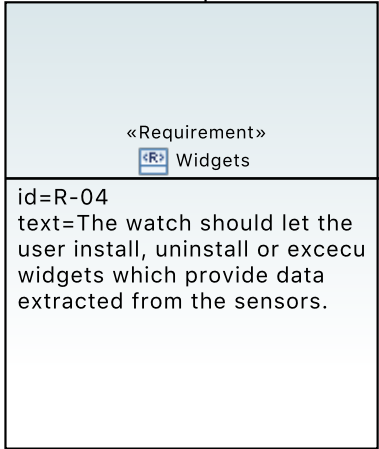 «Requirement»
<R> Widgets
id=R-04
text=The watch should let the
user install, uninstall or excecu
widgets which provide data
extracted from the sensors.